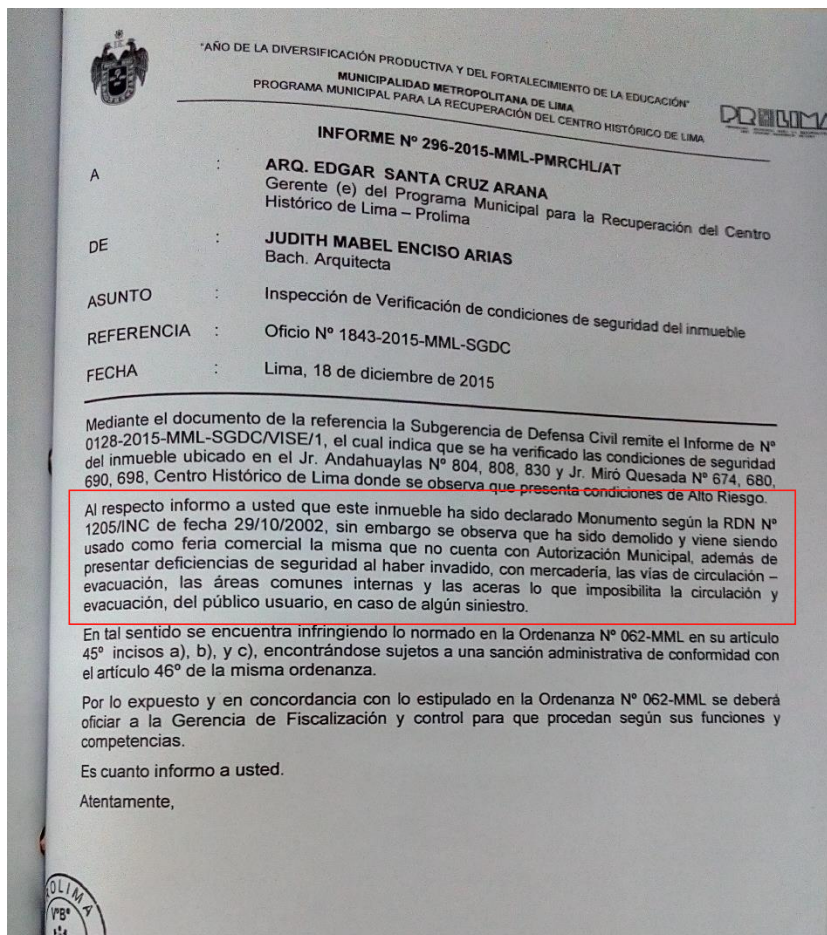 "AÑO DE LA DIVERSIFICACIÓN PRODUCTIVA Y DEL FORTALECIMIENTO DE LA EDUCACIÓN"
MUNICIPALIDAD METROPOLITANA DE LIMA
PROGRAMA MUNICIPAL PARA LA RECUPERACIÓN DEL CENTRO HISTÓRICO DE LIMA
PROLIMA
INFORME Nº 296-2015-MML-PMRCHL/AT
A : ARQ. EDGAR SANTA CRUZ ARANA
Gerente (e) del Programa Municipal para la Recuperación del Centro
Histórico de Lima – Prolima
DE : JUDITH MABEL ENCISO ARIAS
Bach. Arquitecta
ASUNTO : Inspección de Verificación de condiciones de seguridad del inmueble
REFERENCIA : Oficio Nº 1843-2015-MML-SGDC
FECHA : Lima, 18 de diciembre de 2015
Mediante el documento de la referencia la Subgerencia de Defensa Civil remite el Informe de Nº
0128-2015-MML-SGDC/VISE/1, el cual indica que se ha verificado las condiciones de seguridad
del inmueble ubicado en el Jr. Andahuaylas Nº 804, 808, 830 y Jr. Miró Quesada Nº 674, 680,
690, 698, Centro Histórico de Lima donde se observa que presenta condiciones de Alto Riesgo.
Al respecto informo a usted que este inmueble ha sido declarado Monumento según la RDN Nº
1205/INC de fecha 29/10/2002, sin embargo se observa que ha sido demolido y viene siendo
usado como feria comercial la misma que no cuenta con Autorización Municipal, además de
presentar deficiencias de seguridad al haber invadido, con mercadería, las vías de circulación –
evacuación, las áreas comunes internas y las aceras lo que imposibilita la circulación y
evacuación, del público usuario, en caso de algún siniestro.
En tal sentido se encuentra infringiendo lo normado en la Ordenanza Nº 062-MML en su artículo
45º incisos a), b), y c), encontrándose sujetos a una sanción administrativa de conformidad con
el artículo 46º de la misma ordenanza.
Por lo expuesto y en concordancia con lo estipulado en la Ordenanza Nº 062-MML se deberá
oficiar a la Gerencia de Fiscalización y control para que procedan según sus funciones y
competencias.
Es cuanto informo a usted.
Atentamente,
OLIMA
VºBº